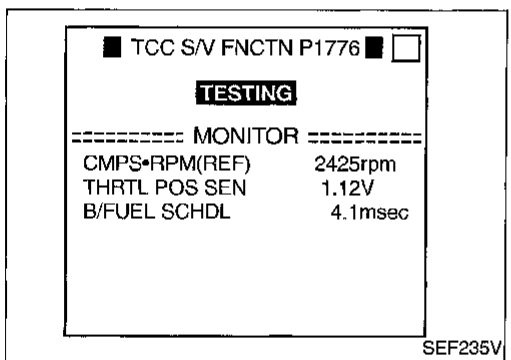 ■ TCC S/V FNCTN P1776 ■ □
TESTING
========== MONITOR ==========
CMPS•RPM(REF) 2425rpm
THRTL POS SEN 1.12V
B/FUEL SCHDL 4.1msec
SEF235V